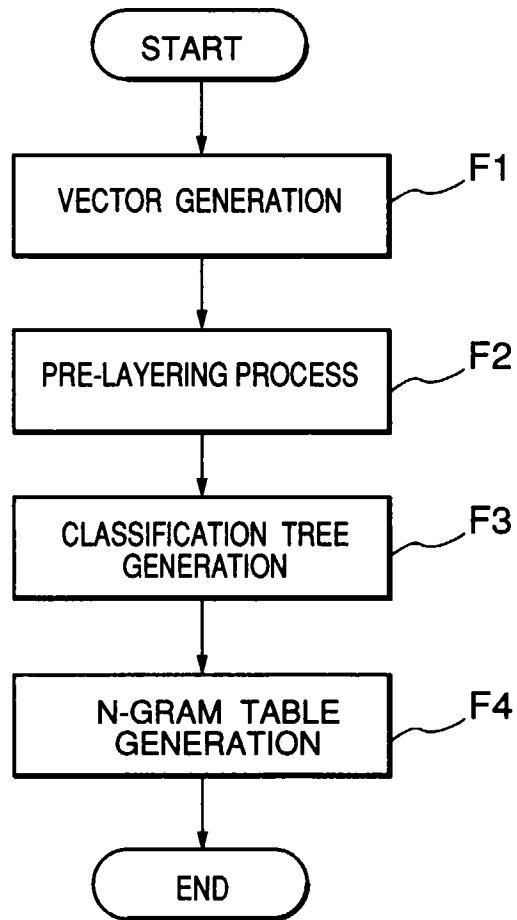 START
VECTOR GENERATION
F1
PRE-LAYERING PROCESS
F2
CLASSIFICATION TREE
GENERATION
F3
N-GRAM TABLE
GENERATION
F4
END